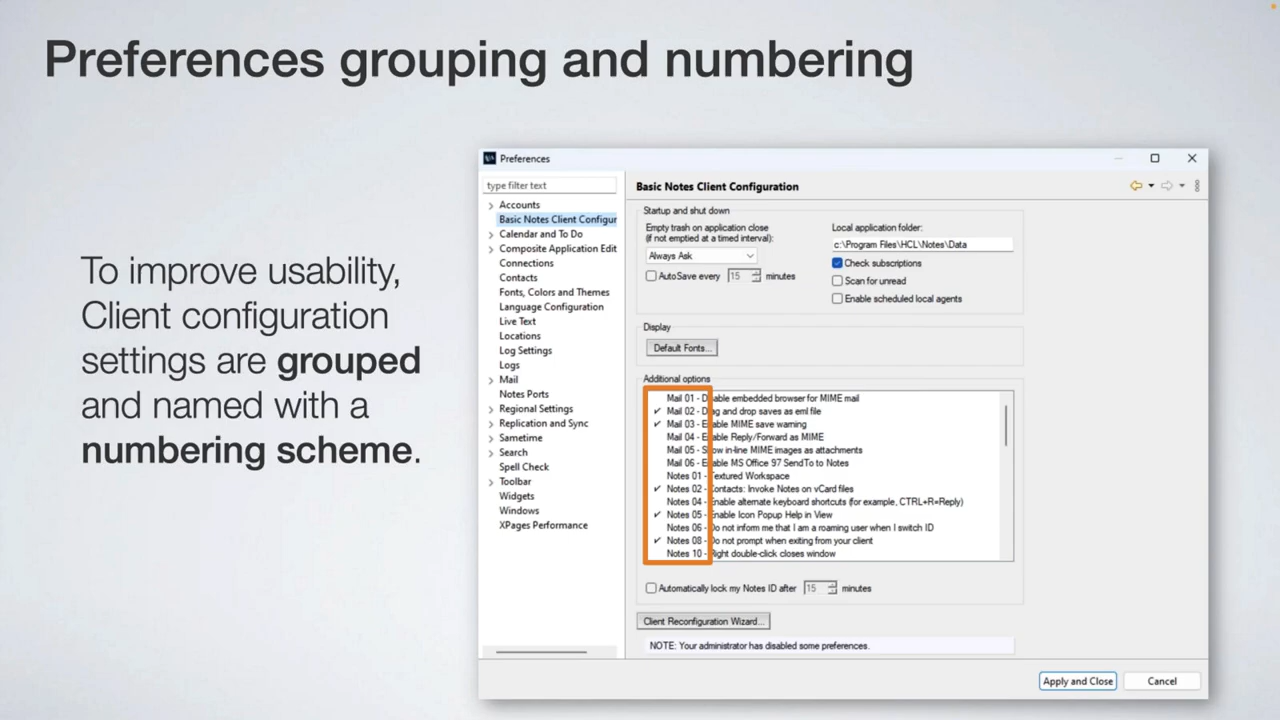 Preferences grouping and numbering
To improve usability,
Client configuration
settings are grouped
and named with a
numbering scheme.
Preferences
type filter text
Accounts
Basic Notes Client Configur
Calendar and To Do
Composite Application Edit
Connections
Contacts
Fonts, Colors and Themes
Language Configuration
Live Text
Locations
Log Settings
Logs
Mail
Notes Ports
Regional Settings
Replication and Sync
Sametime
Search
Spell Check
Toolbar
Widgets
Windows
XPages Performance
Basic Notes Client Configuration
Startup and shut down
Empty trash on application close
(if not emptied at a timed interval):
Always Ask
AutoSave every 15 minutes
Local application folder:
c:\Program Files\HCL\Notes\Data
Check subscriptions
Scan for unread
Enable scheduled local agents
Display
Default Fonts...
Additional options
Mail 01 - Disable embedded browser for MIME mail
✓ Mail 02 - Drag and drop saves as eml file
✓ Mail 03 - Enable MIME save warning
Mail 04 - Enable Reply/Forward as MIME
Mail 05 - Show in-line MIME images as attachments
Mail 06 - Enable MS Office 97 SendTo to Notes
Notes 01 - Textured Workspace
✓ Notes 02 - Contacts: Invoke Notes on vCard files
Notes 04 - Enable alternate keyboard shortcuts (for example, CTRL+R=Reply)
✓ Notes 05 - Enable Icon Popup Help in View
Notes 06 - Do not inform me that I am a roaming user when I switch ID
✓ Notes 08 - Do not prompt when exiting from your client
Notes 10 - Right double-click closes window
Automatically lock my Notes ID after 15 minutes
Client Reconfiguration Wizard...
NOTE: Your administrator has disabled some preferences.
Apply and Close
Cancel